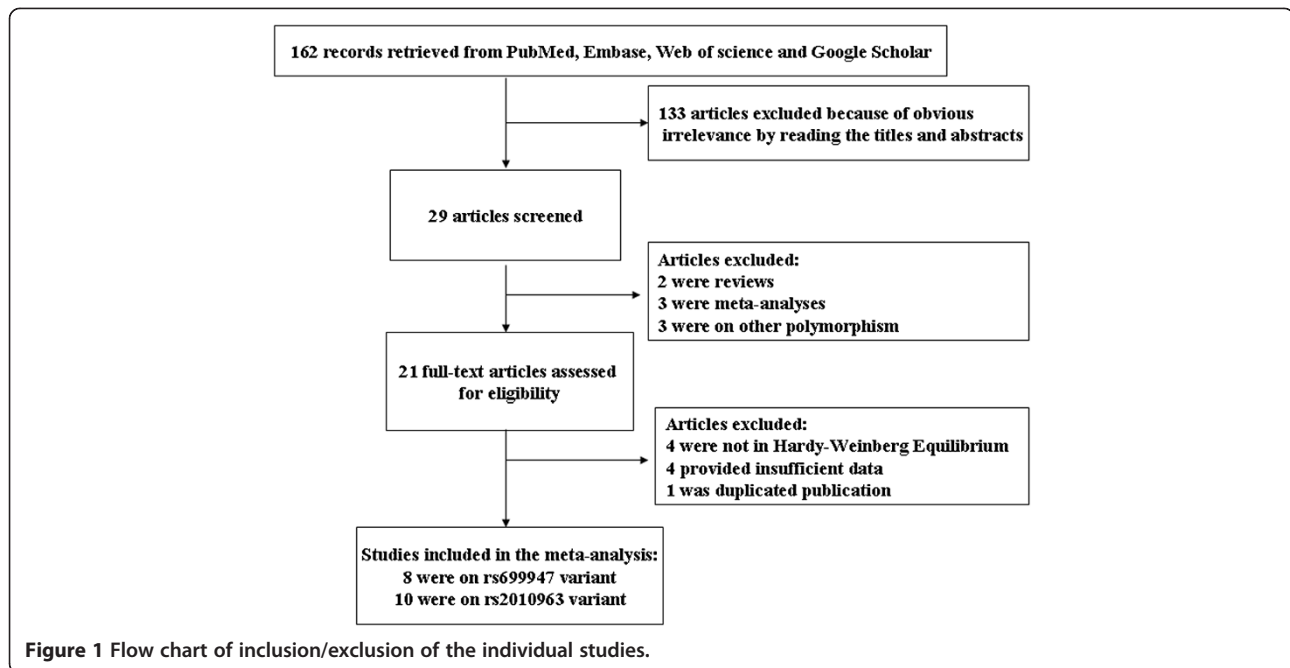 162 records retrieved from PubMed, Embase, Web of science and Google Scholar
133 articles excluded because of obvious
irrelevance by reading the titles and abstracts
29 articles screened
Articles excluded:
2 were reviews
3 were meta-analyses
3 were on other polymorphism
21 full-text articles assessed
for eligibility
Articles excluded:
4 were not in Hardy-Weinberg Equilibrium
4 provided insufficient data
1 was duplicated publication
Studies included in the meta-analysis:
8 were on rs699947 variant
10 were on rs2010963 variant
Figure 1 Flow chart of inclusion/exclusion of the individual studies.